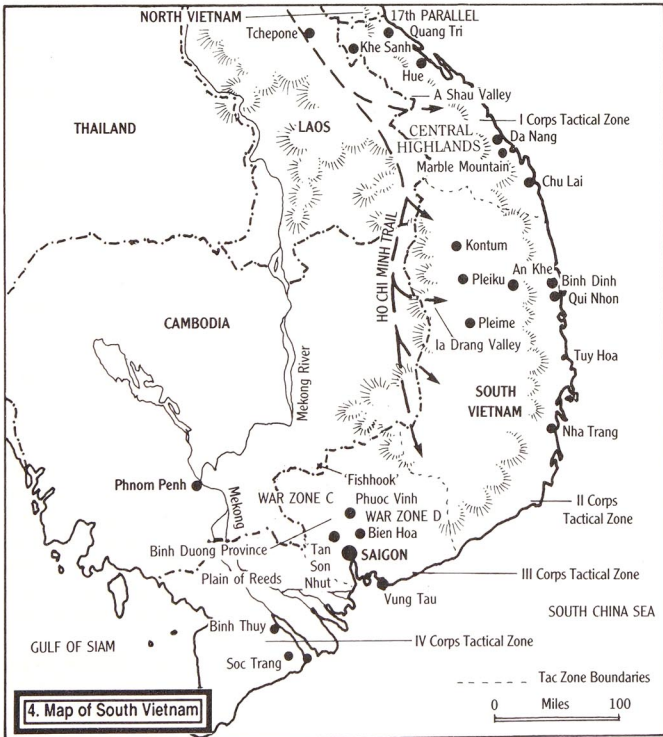 NORTH VIETNAM
17th PARALLEL
Tchepone
Quang Tri
Khe Sanh
Hue
A Shau Valley
THAILAND
LAOS
I Corps Tactical Zone
CENTRAL
HIGHLANDS
Da Nang
Marble Mountain
Chu Lai
HO CHI MINH TRAIL
Kontum
An Khe
Pleiku
Binh Dinh
Qui Nhon
CAMBODIA
Pleime
Ia Drang Valley
Mekong River
Tuy Hoa
SOUTH
VIETNAM
Nha Trang
'Fishhook'
Phnom Penh
Mekong
WAR ZONE C
Phuoc Vinh
II Corps
Tactical Zone
WAR ZONE D
Bien Hoa
Binh Duong Province
Tan
Son
Nhut
SAIGON
Plain of Reeds
III Corps Tactical Zone
Vung Tau
SOUTH CHINA SEA
Binh Thuy
GULF OF SIAM
IV Corps Tactical Zone
Soc Trang
Tac Zone Boundaries
4. Map of South Vietnam
0 Miles 100